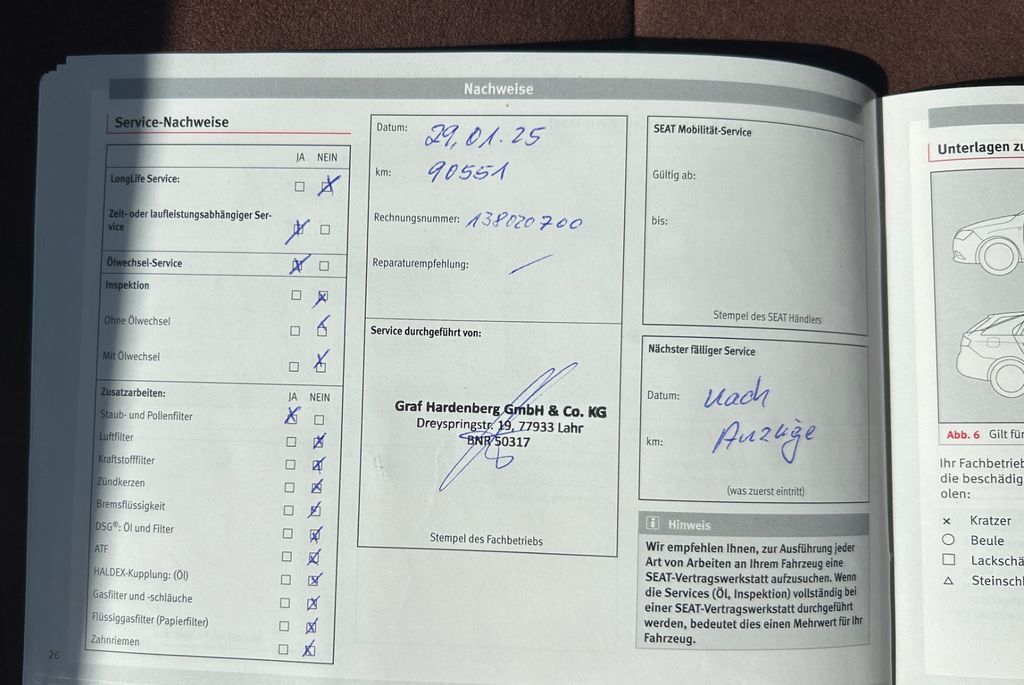 Nachweise
Service-Nachweise
JA NEIN
LongLife Service:
Zeit- oder laufleistungsabhängiger Ser-
vice
Ölwechsel-Service
Inspektion
Ohne Ölwechsel
Mit Ölwechsel
Zusatzarbeiten: JA NEIN
Staub- und Pollenfilter
Luftfilter
Kraftstofffilter
Zündkerzen
Bremsflüssigkeit
DSG®: Öl und Filter
ATF
HALDEX-Kupplung: (Öl)
Gasfilter und -schläuche
Flüssiggasfilter (Papierfilter)
Zahnriemen
26
Datum: 29.01.25
km: 90551
Rechnungsnummer: 138020700
Reparaturempfehlung:
Service durchgeführt von:
Graf Hardenberg GmbH & Co. KG
Dreyspringstr. 19, 77933 Lahr
BNR 50317
Stempel des Fachbetriebs
SEAT Mobilität-Service
Gültig ab:
bis:
Stempel des SEAT Händlers
Nächster fälliger Service
Datum: nach
km: Anzeige
(was zuerst eintritt)
Hinweis
Wir empfehlen Ihnen, zur Ausführung jeder
Art von Arbeiten an Ihrem Fahrzeug eine
SEAT-Vertragswerkstatt aufzusuchen. Wenn
die Services (Öl, Inspektion) vollständig bei
einer SEAT-Vertragswerkstatt durchgeführt
werden, bedeutet dies einen Mehrwert für Ihr
Fahrzeug.
Unterlagen zu
Abb. 6 Gilt für
Ihr Fachbetrieb
die beschädig
olen:
Kratzer
Beule
Lackschä
Steinschl